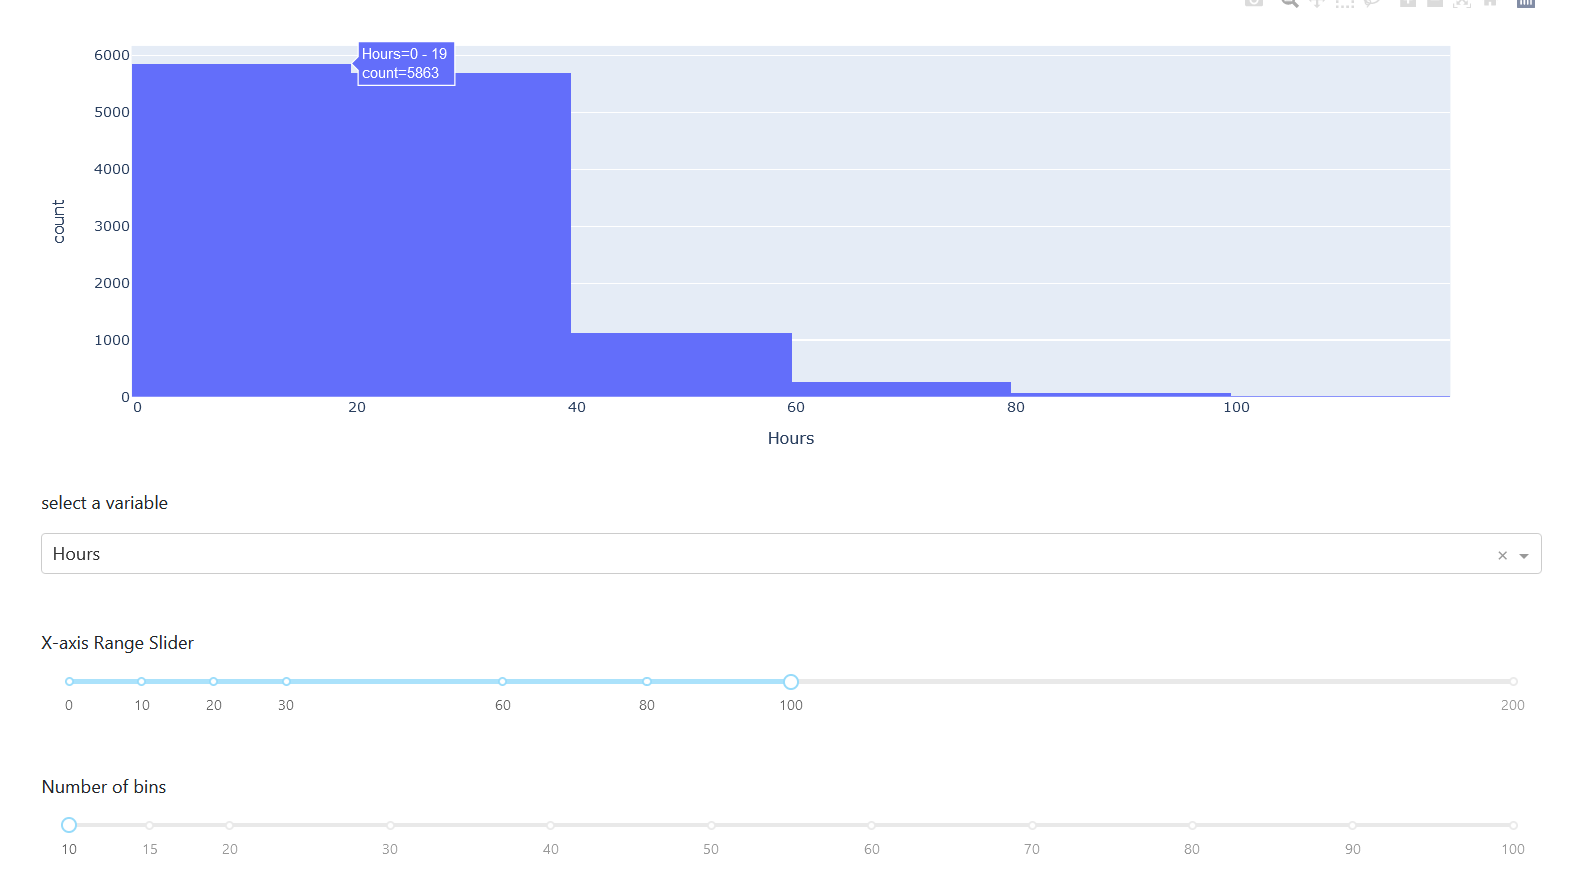 6000
5000
4000
3000
2000
1000
0
count
Hours=0 - 19
count=5863
0 20 40 60 80 100
Hours
select a variable
Hours
X-axis Range Slider
0 10 20 30 60 80 100 200
Number of bins
10 15 20 30 40 50 60 70 80 90 100